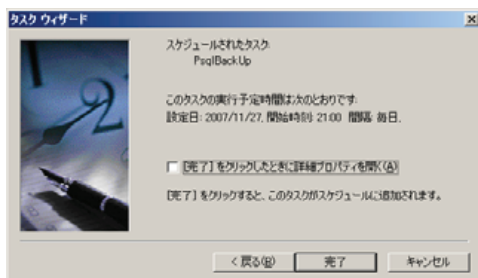 タスク ウィザード
スケジュールされたタスク:
PsqlBackUp
このタスクの実行予定時間は次のとおりです:
設定日: 2007/11/27, 開始時刻: 21:00 間隔: 毎日.
[完了] をクリックしたときに詳細プロパティを開く(A)
[完了] をクリックすると、このタスクがスケジュールに追加されます。
< 戻る(B) 完了 キャンセル